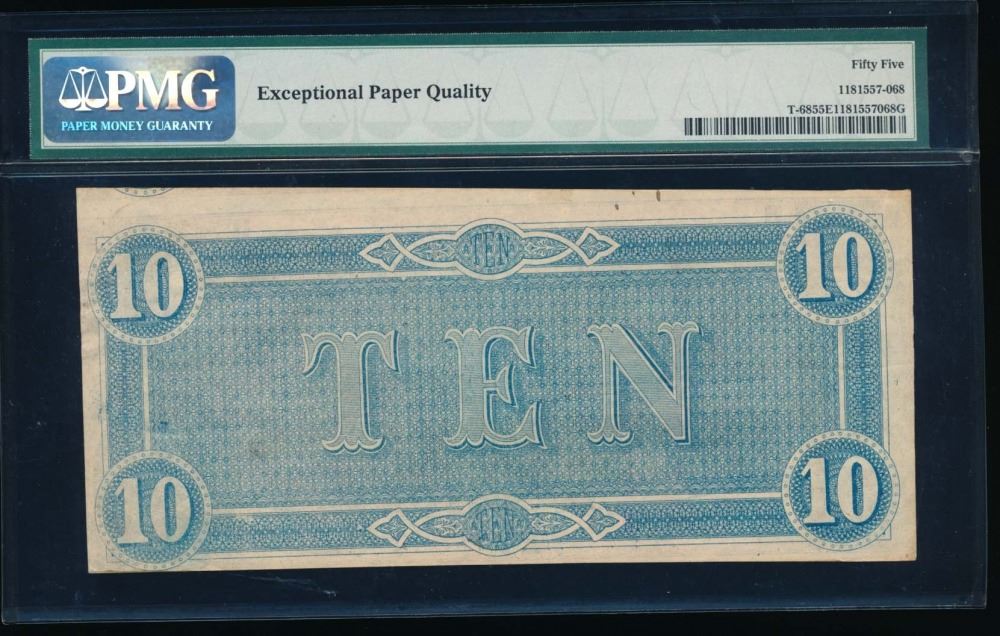 PMG
PAPER MONEY GUARANTY
Exceptional Paper Quality
Fifty Five
1181557-068
T-6855E1181557068G
TEN
10
10
TEN
10
10
TEN